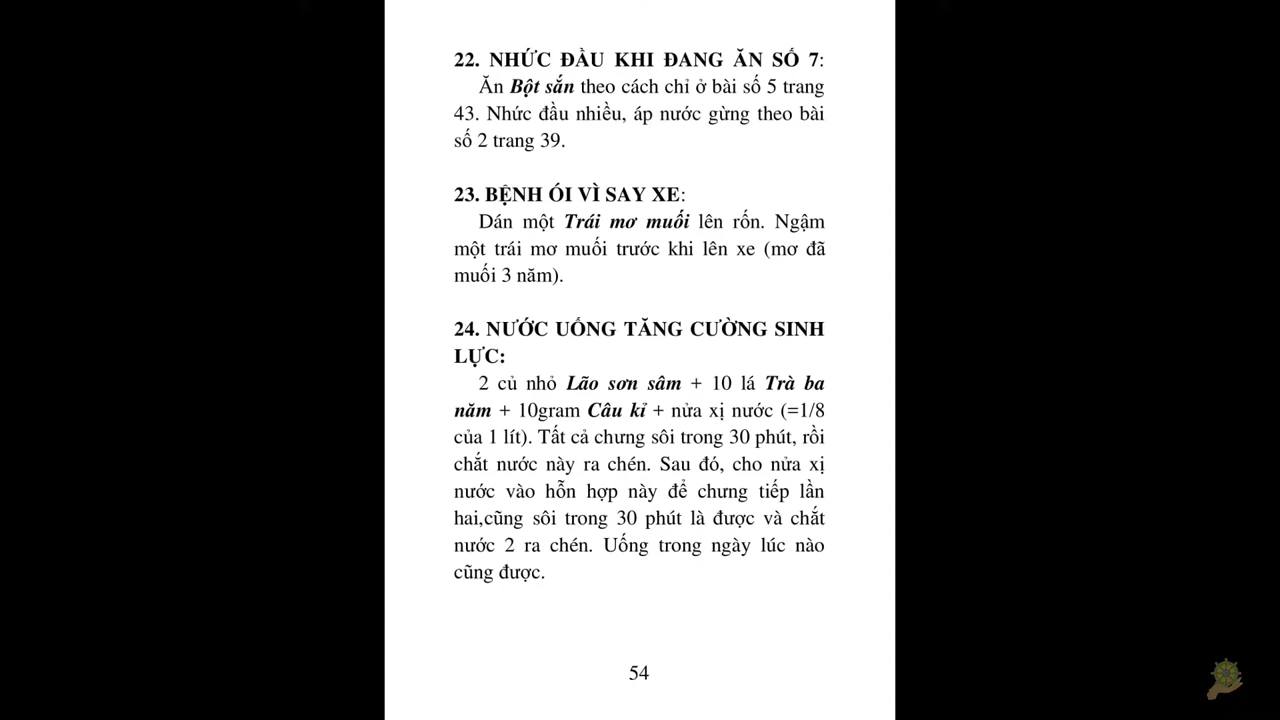 22. NHỨC ĐẦU KHI ĐANG ĂN SỐ 7:
Ăn Bột sắn theo cách chỉ ở bài số 5 trang
43. Nhức đầu nhiều, áp nước gừng theo bài
số 2 trang 39.
23. BỆNH ÓI VÌ SAY XE:
Dán một Trái mơ muối lên rốn. Ngậm
một trái mơ muối trước khi lên xe (mơ đã
muối 3 năm).
24. NƯỚC UỐNG TĂNG CƯỜNG SINH
LỰC:
2 củ nhỏ Lão sơn sâm + 10 lá Trà ba
năm + 10gram Câu kỉ + nửa xị nước (=1/8
của 1 lít). Tất cả chưng sôi trong 30 phút, rồi
chắt nước này ra chén. Sau đó, cho nửa xị
nước vào hỗn hợp này để chưng tiếp lần
hai,cũng sôi trong 30 phút là được và chắt
nước 2 ra chén. Uống trong ngày lúc nào
cũng được.
54